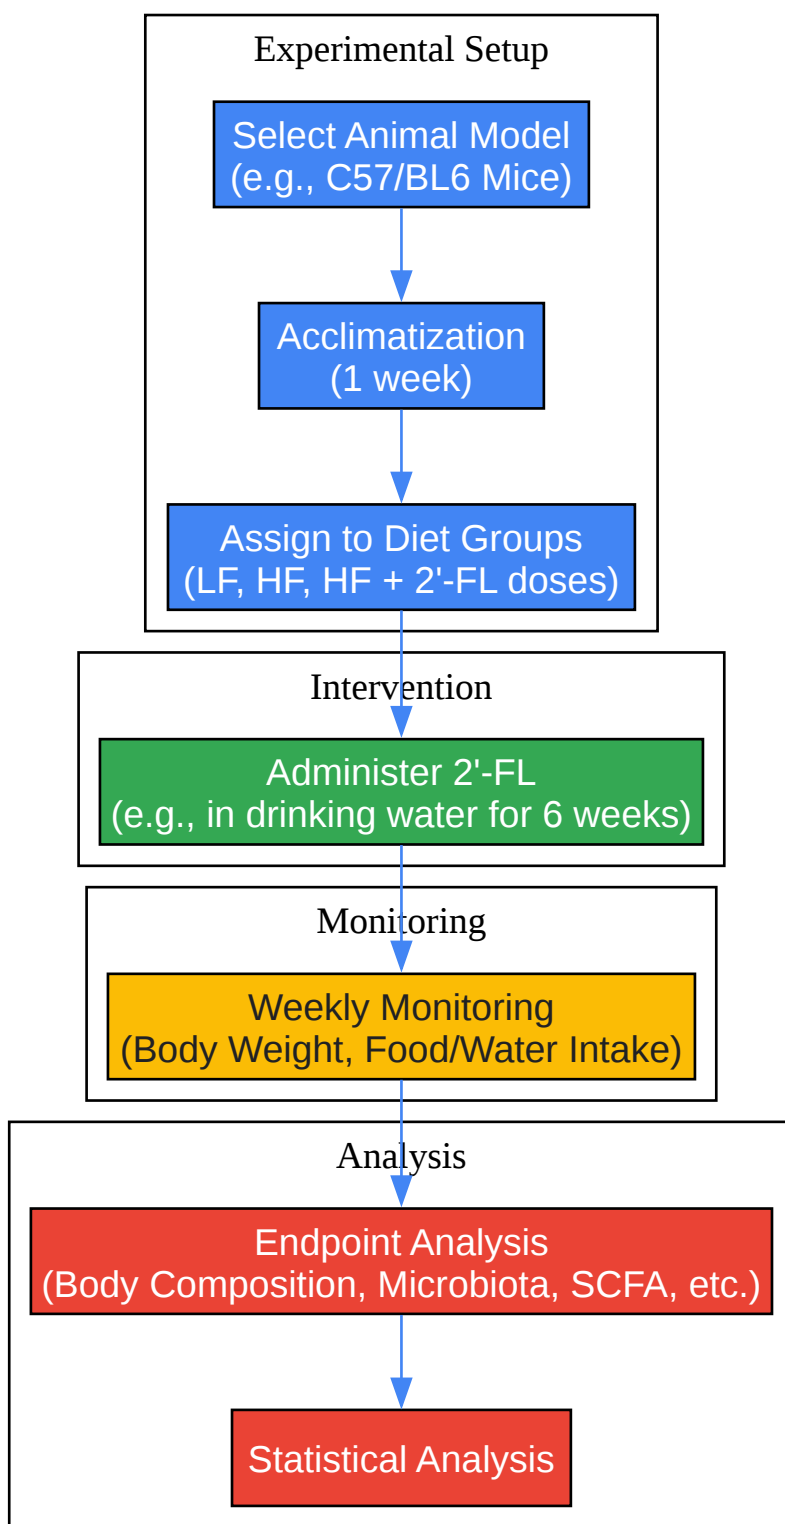 Experimental Setup
Select Animal Model
(e.g., C57/BL6 Mice)
Acclimatization
(1 week)
Assign to Diet Groups
(LF, HF, HF + 2'-FL doses)
Intervention
Administer 2'-FL
(e.g., in drinking water for 6 weeks)
Monitoring
Weekly Monitoring
(Body Weight, Food/Water Intake)
Analysis
Endpoint Analysis
(Body Composition, Microbiota, SCFA, etc.)
Statistical Analysis